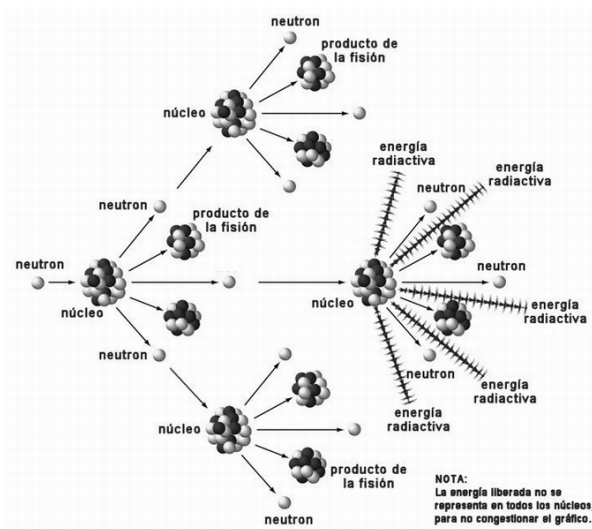 neutron
producto de
la fisión
núcleo
energía
radiactiva
energía
radiactiva
neutron
neutron
producto de
la fisión
neutron
neutron
núcleo
núcleo
energía
radiactiva
neutron
neutron
energía
radiactiva
energía
radiactiva
núcleo
producto de
la fisión
neutron
NOTA:
La energía liberada no se
representa en todos los núcleos,
para no congestionar el gráfico.